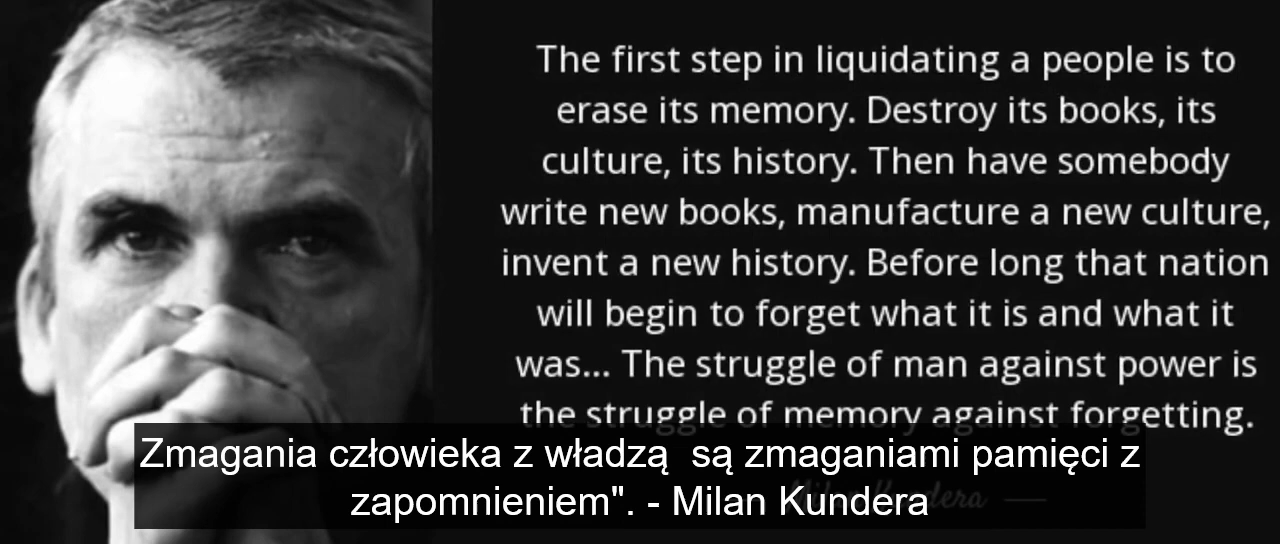 The first step in liquidating a people is to
erase its memory. Destroy its books, its
culture, its history. Then have somebody
write new books, manufacture a new culture,
invent a new history. Before long that nation
will begin to forget what it is and what it
was... The struggle of man against power is
the struggle of memory against forgetting.
Zmagania człowieka z władzą są zmaganiami pamięci z
zapomnieniem". - Milan Kundera